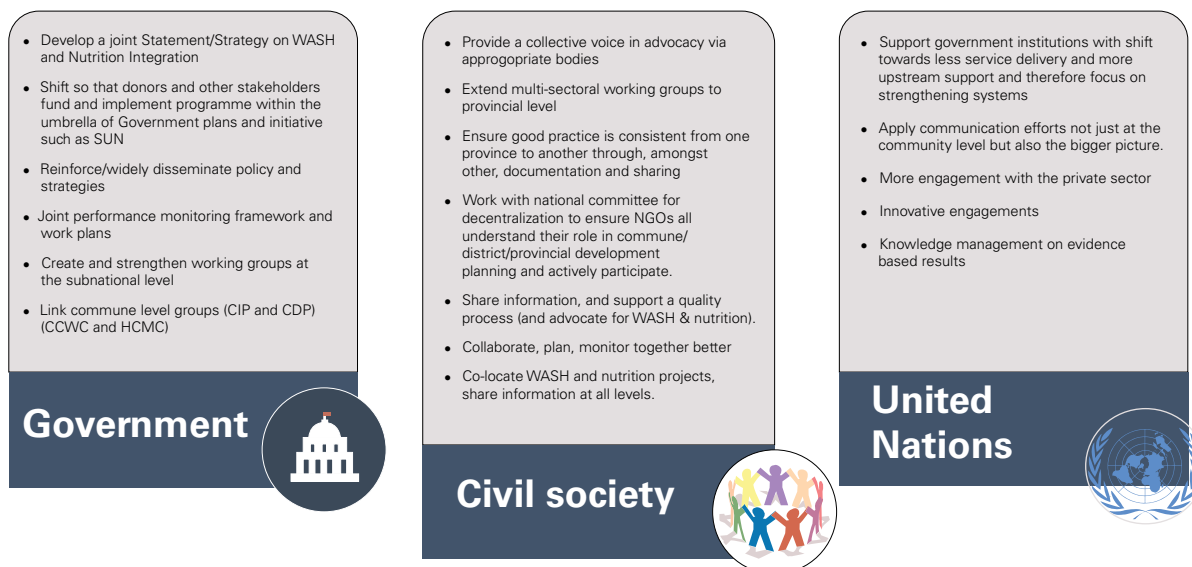 • Develop a joint Statement/Strategy on WASH
and Nutrition Integration
• Shift so that donors and other stakeholders
fund and implement programme within the
umbrella of Government plans and initiative
such as SUN
• Reinforce/widely disseminate policy and
strategies
• Joint performance monitoring framework and
work plans
• Create and strengthen working groups at
the subnational level
• Link commune level groups (CIP and CDP)
(CCWC and HCMC)
Government
• Provide a collective voice in advocacy via
approgopriate bodies
• Extend multi-sectoral working groups to
provincial level
• Ensure good practice is consistent from one
province to another through, amongst
other, documentation and sharing
• Work with national committee for
decentralization to ensure NGOs all
understand their role in commune/
district/provincial development
planning and actively participate.
• Share information, and support a quality
process (and advocate for WASH & nutrition).
• Collaborate, plan, monitor together better
• Co-locate WASH and nutrition projects,
share information at all levels.
Civil society
• Support government institutions with shift
towards less service delivery and more
upstream support and therefore focus on
strengthening systems
• Apply communication efforts not just at the
community level but also the bigger picture.
• More engagement with the private sector
• Innovative engagements
• Knowledge management on evidence
based results
United
Nations